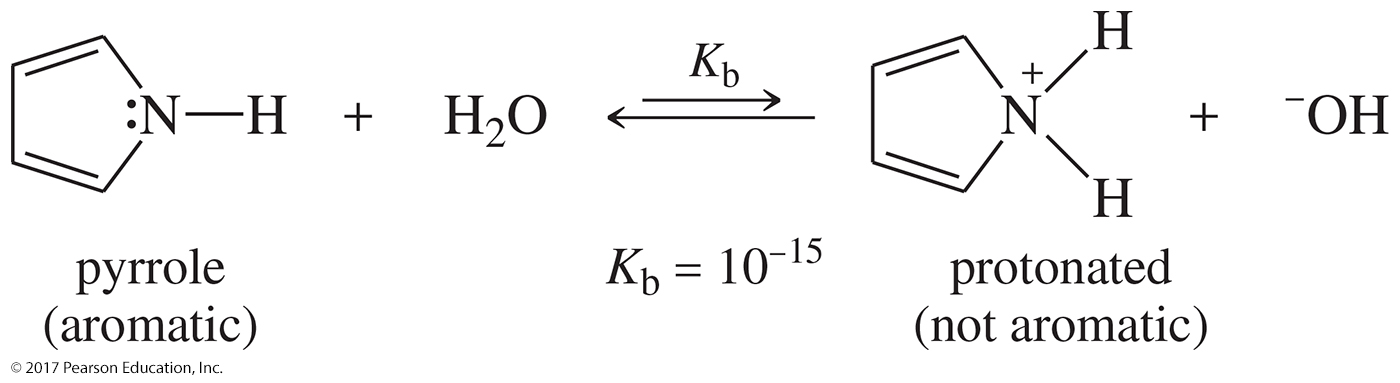 :N—H + H₂O Kb N⁺ H H + ⁻OH
pyrrole Kb = 10⁻¹⁵ protonated
(aromatic) (not aromatic)
© 2017 Pearson Education, Inc.